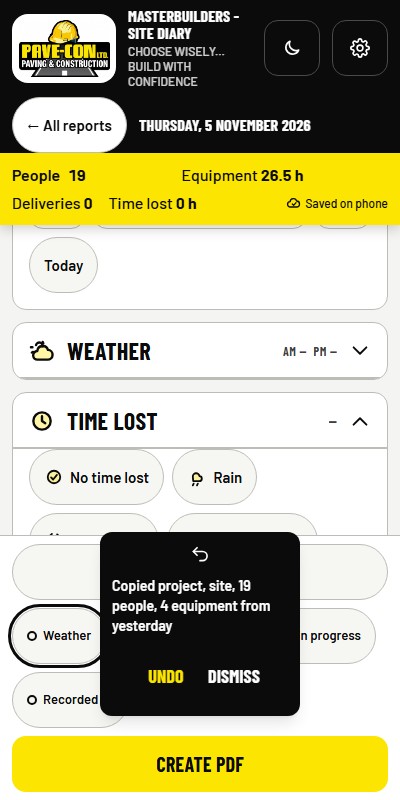 PAVE-CON LTD.
PAVING & CONSTRUCTION
MASTERBUILDERS –
SITE DIARY
CHOOSE WISELY...
BUILD WITH
CONFIDENCE
← All reports
THURSDAY, 5 NOVEMBER 2026
People 19
Equipment 26.5 h
Deliveries 0
Time lost 0 h
Saved on phone
Today
WEATHER
AM – PM –
TIME LOST
–
No time lost
Rain
Copied project, site, 19
people, 4 equipment from
yesterday
UNDO
DISMISS
Weather
n progress
Recorded
CREATE PDF